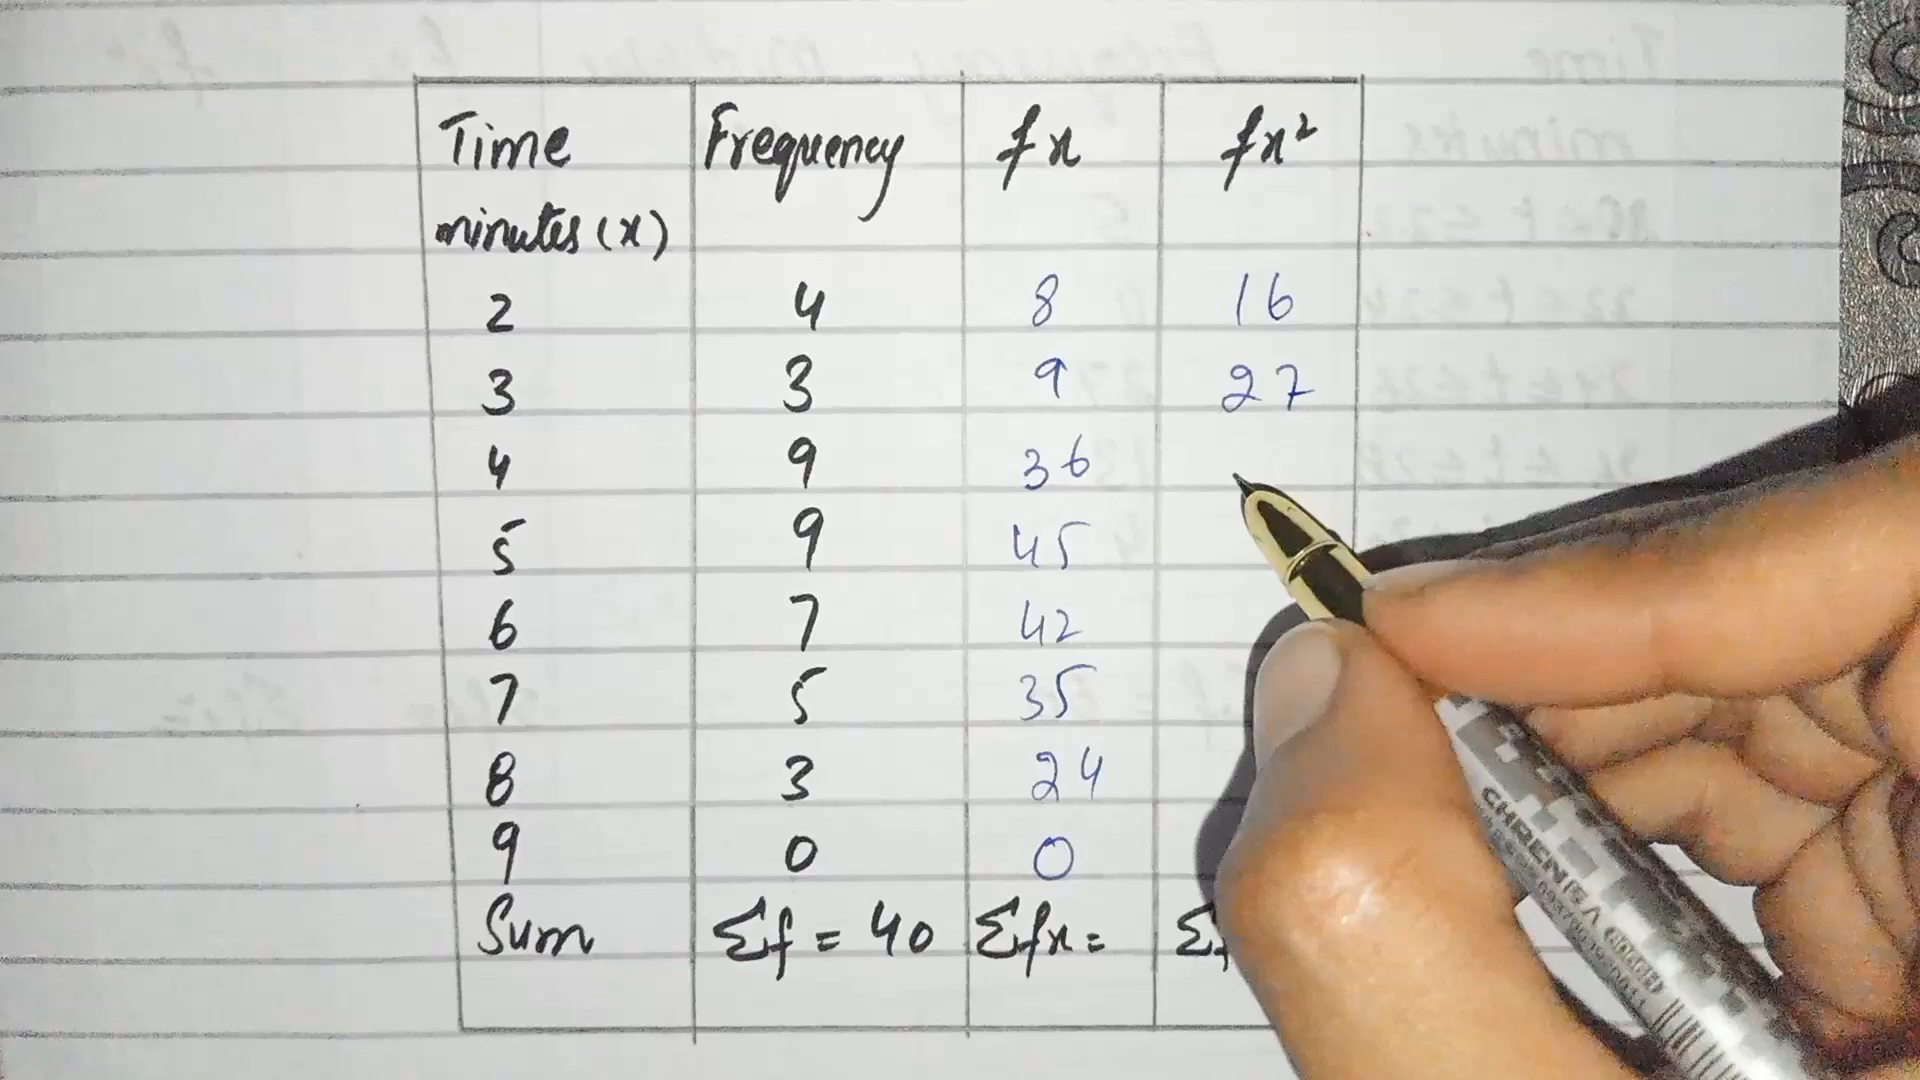 Time Frequency fx fx²
minutes (x)
2 4 8 16
3 3 9 27
4 9 36
5 9 45
6 7 42
7 5 35
8 3 24
9 0 0
Sum Σf = 40 Σfx = Σf